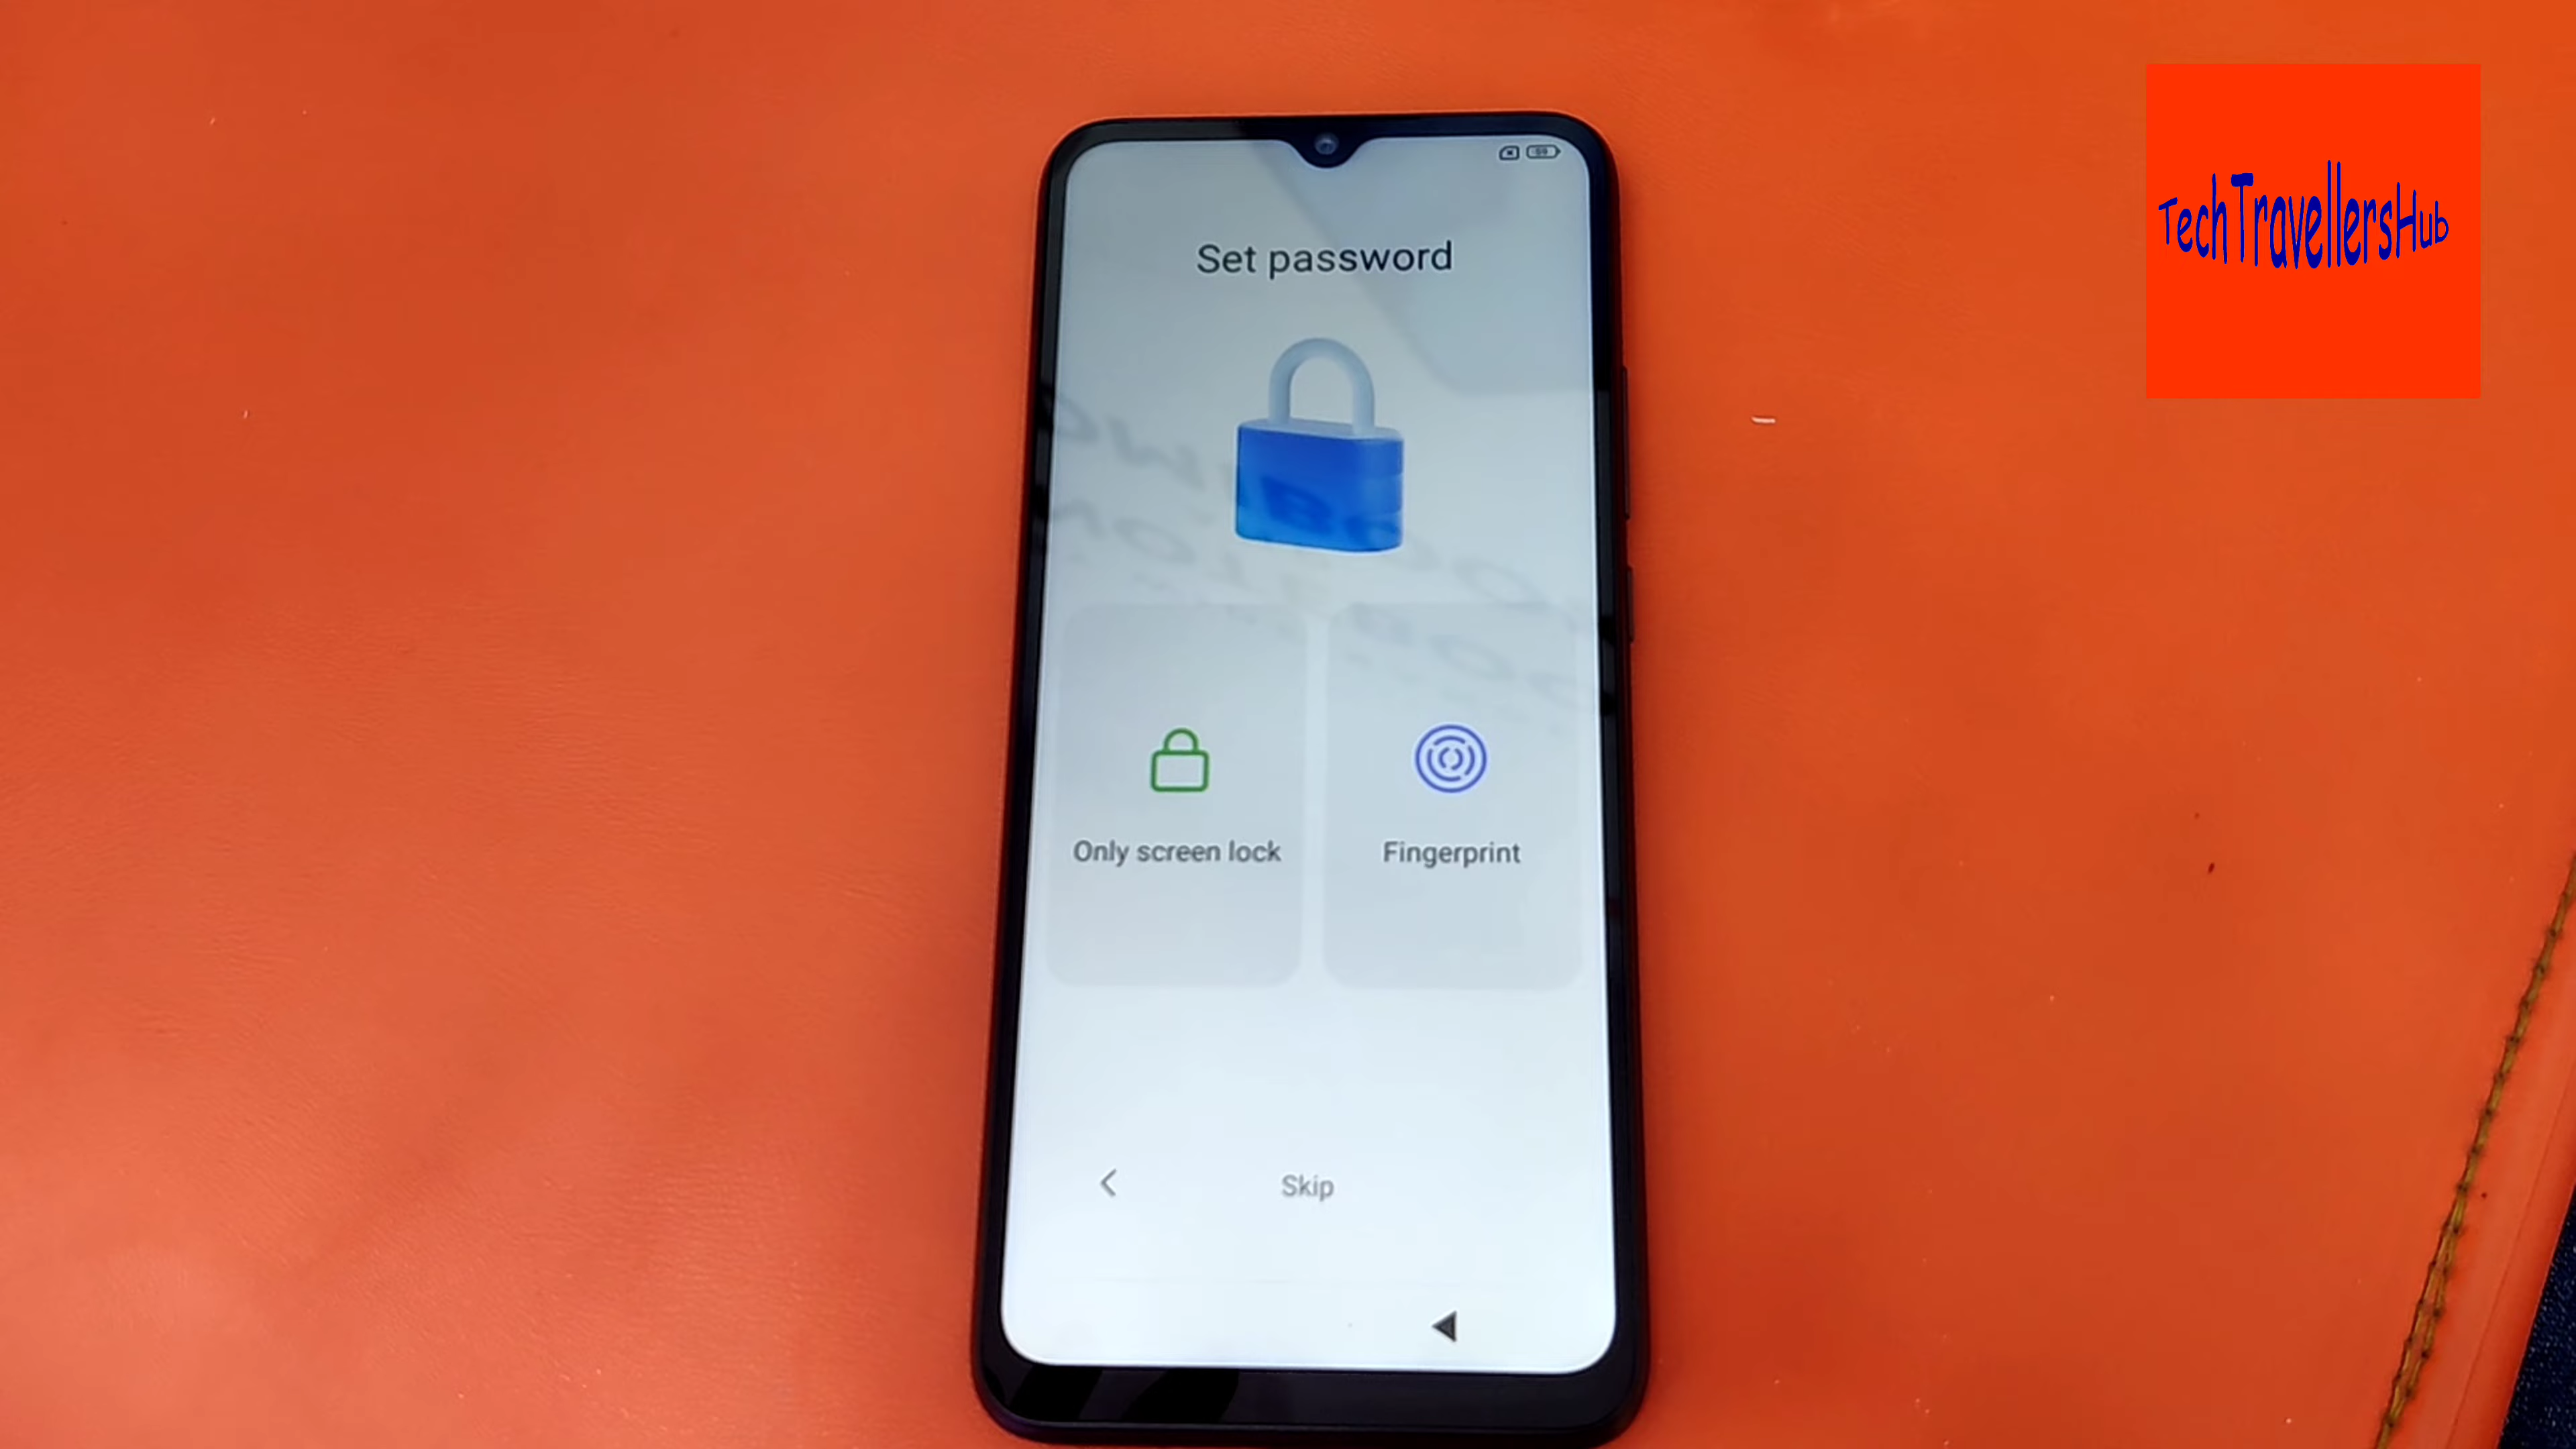 Set password
Only screen lock
Fingerprint
Skip
TechTravellersHub